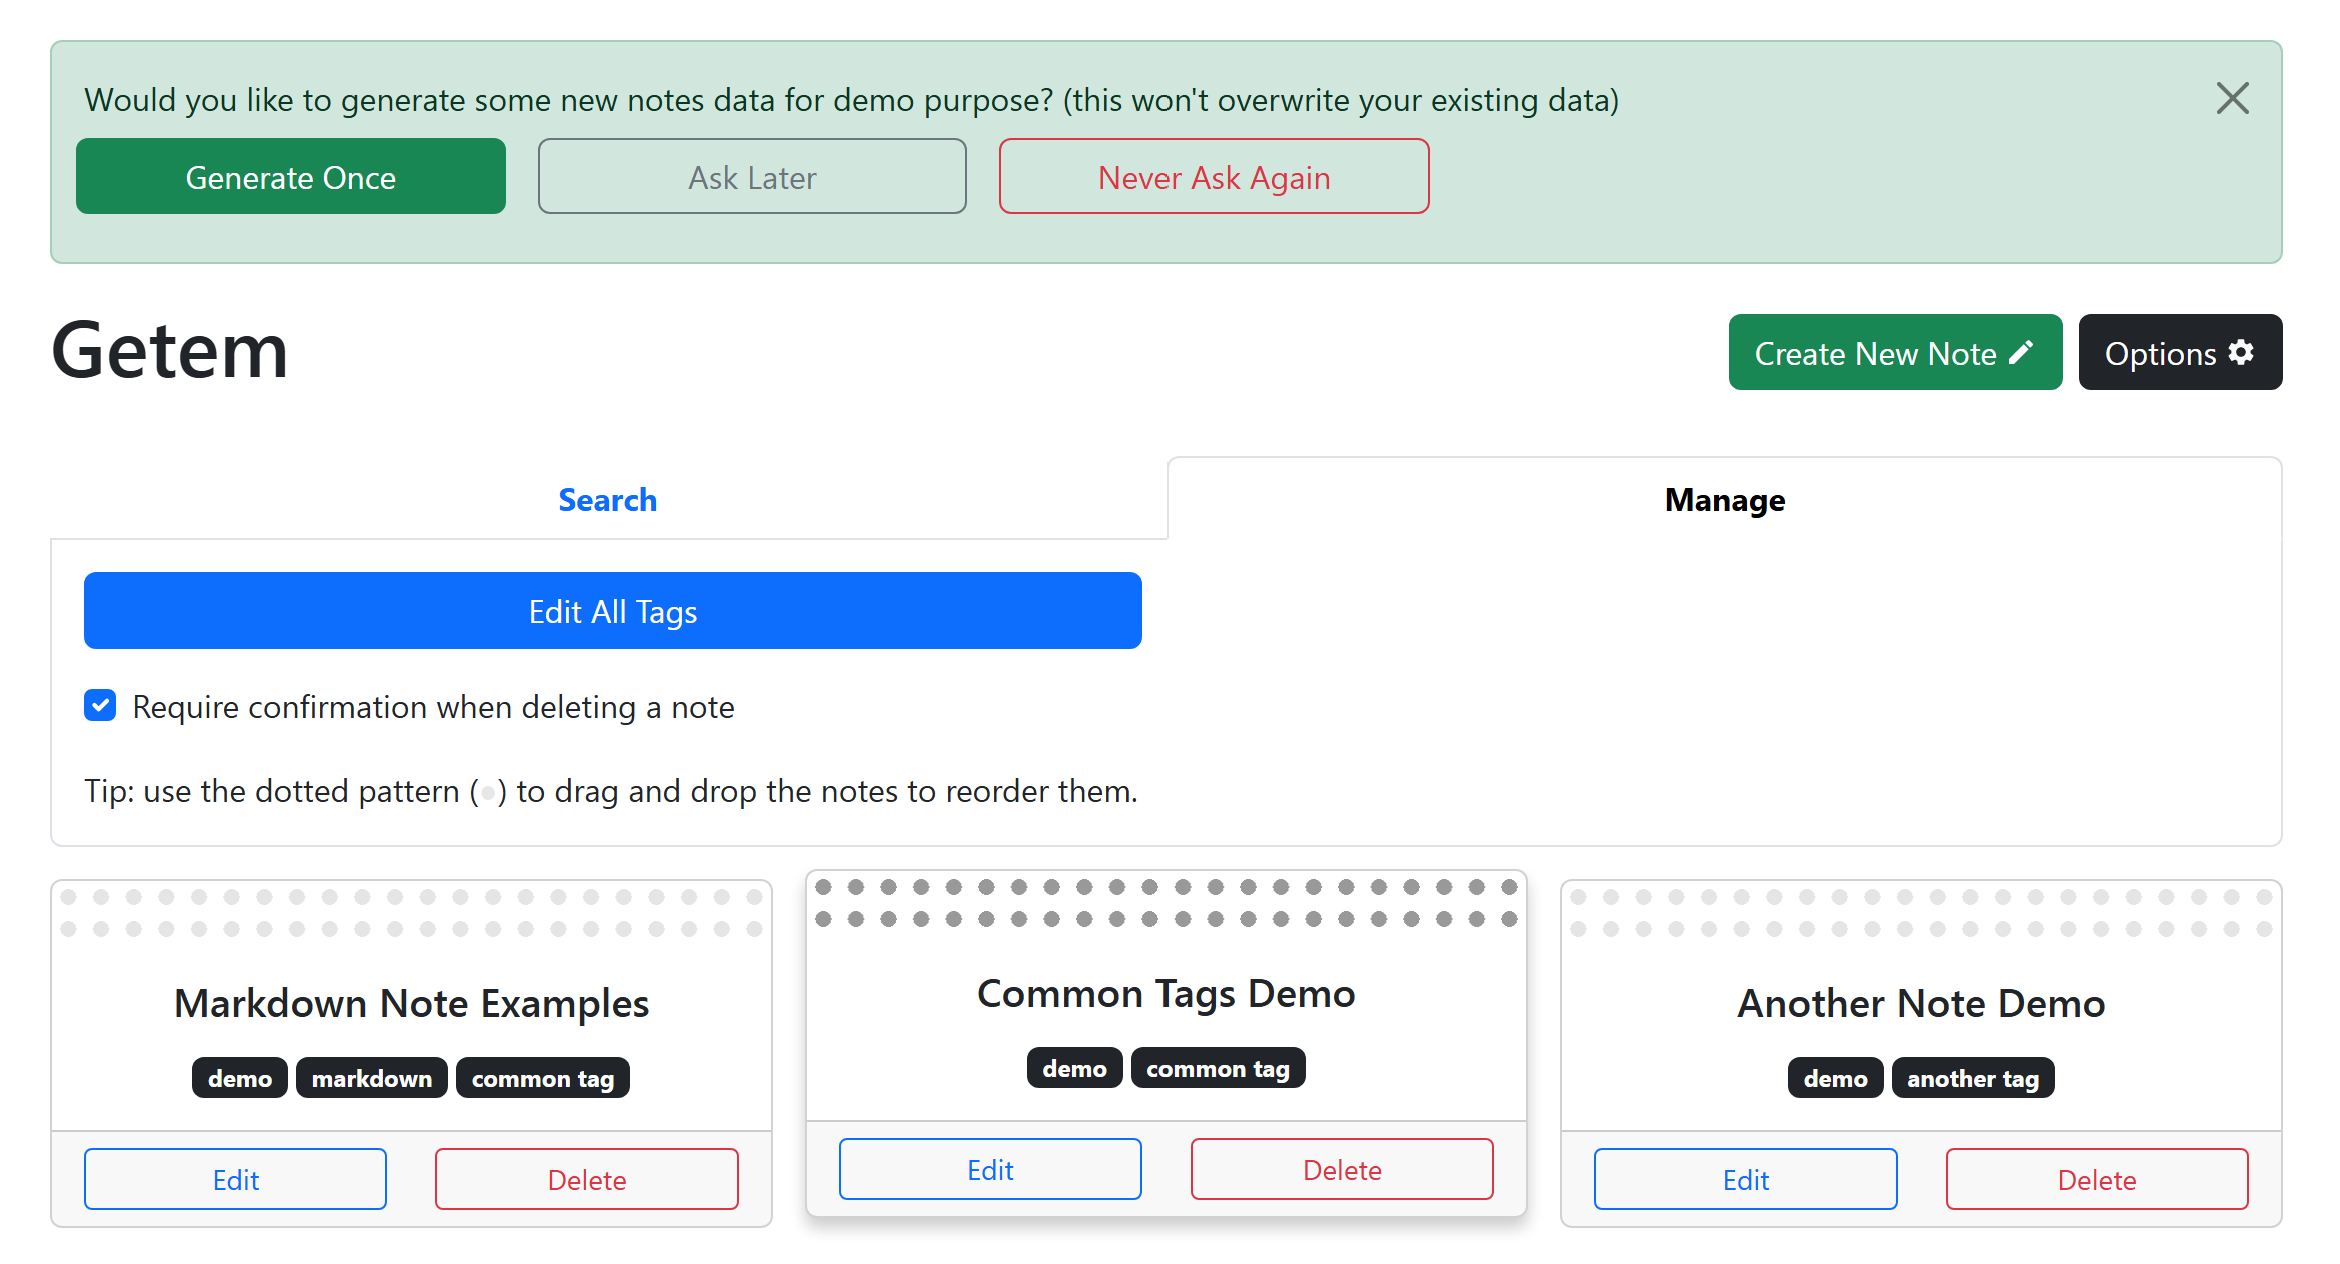 Would you like to generate some new notes data for demo purpose? (this won't overwrite your existing data)
Generate Once
Ask Later
Never Ask Again
Getem
Create New Note
Options
Search
Manage
Edit All Tags
Require confirmation when deleting a note
Tip: use the dotted pattern (●) to drag and drop the notes to reorder them.
Markdown Note Examples
demo markdown common tag
Edit
Delete
Common Tags Demo
demo common tag
Edit
Delete
Another Note Demo
demo another tag
Edit
Delete